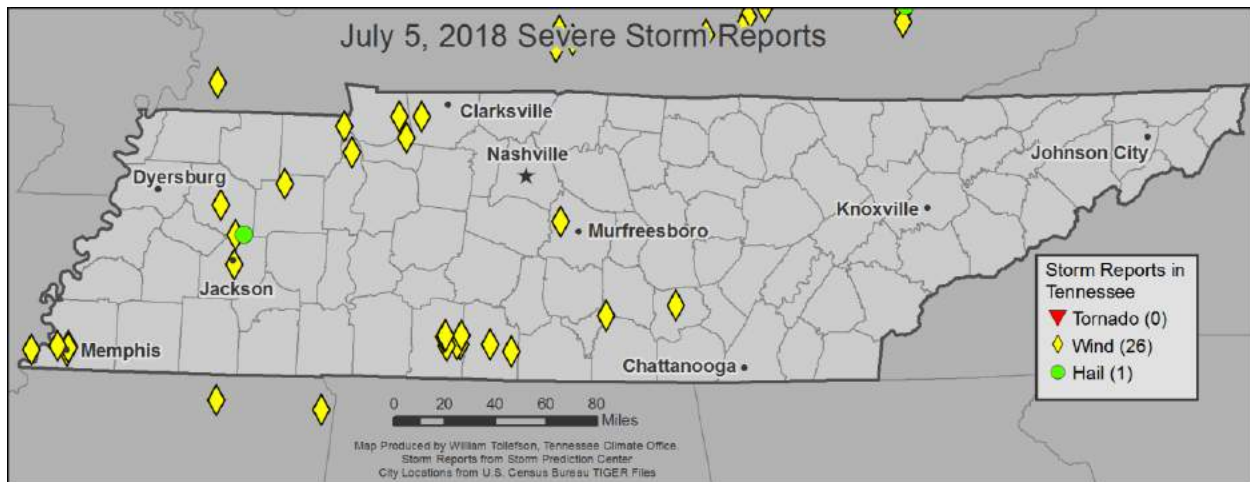 July 5, 2018 Severe Storm Reports
Clarksville
Nashville
Johnson City
Dyersburg
Knoxville
Murfreesboro
Jackson
Memphis
Chattanooga
Storm Reports in
Tennessee
Tornado (0)
Wind (26)
Hail (1)
0 20 40 60 80
Miles
Map Produced by William Tollefson, Tennessee Climate Office.
Storm Reports from Storm Prediction Center
City Locations from U.S. Census Bureau TIGER Files